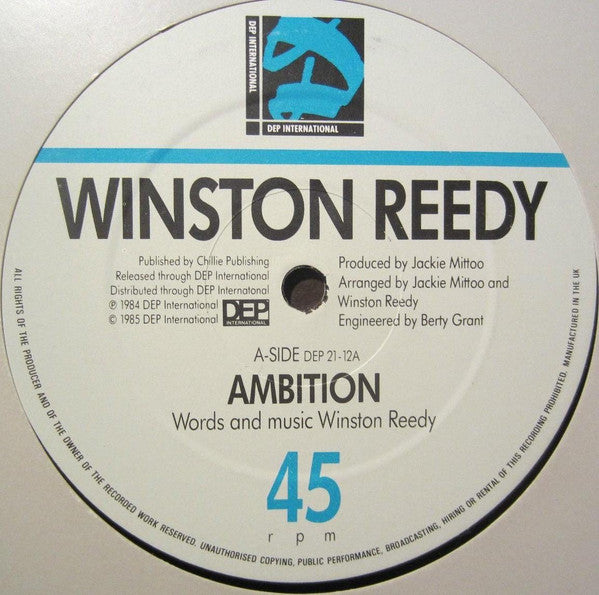 DEP INTERNATIONAL
DEP INTERNATIONAL
WINSTON REEDY
Published by Chillie Publishing
Released through DEP International
Distributed through DEP Internatonal
℗ 1984 DEP International
© 1985 DEP International
DEP
INTERNATIONAL
Produced by Jackie Mittoo
Arranged by Jackie Mittoo and
Winston Reedy
Engineered by Berty Grant
A-SIDE DEP 21-12A
AMBITION
Words and music Winston Reedy
45
rpm
ALL RIGHTS OF THE PRODUCER AND OF THE OWNER OF THE RECORDED WORK RESERVED. UNAUTHORISED COPYING, PUBLIC PERFORMANCE, BROADCASTING, HIRING OR RENTAL OF THIS RECORDING PROHIBITED. MANUFACTURED IN THE UK